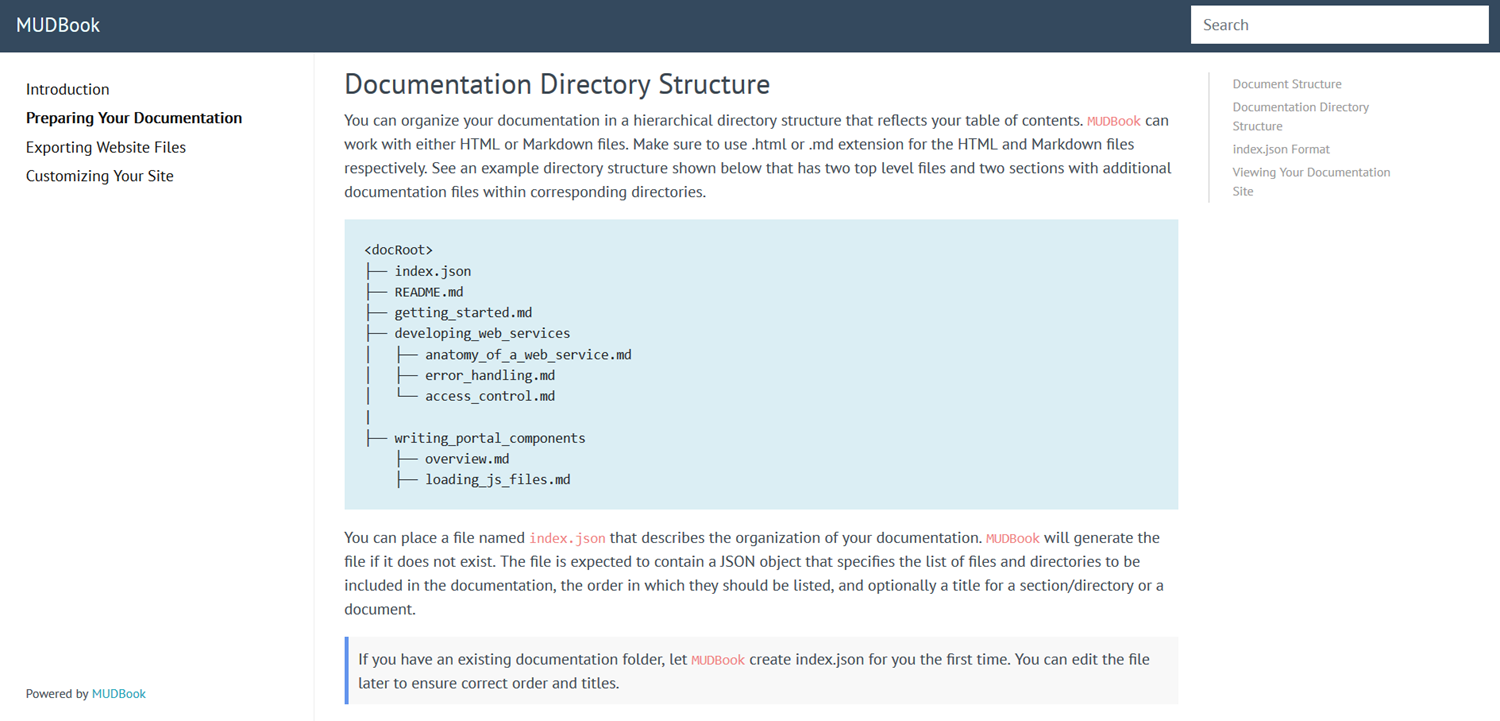 MUDBook
Search
Introduction
Preparing Your Documentation
Exporting Website Files
Customizing Your Site
Powered by MUDBook
Documentation Directory Structure
You can organize your documentation in a hierarchical directory structure that reflects your table of contents. MUDBook can
work with either HTML or Markdown files. Make sure to use .html or .md extension for the HTML and Markdown files
respectively. See an example directory structure shown below that has two top level files and two sections with additional
documentation files within corresponding directories.
<docRoot>
├── index.json
├── README.md
├── getting_started.md
├── developing_web_services
│   ├── anatomy_of_a_web_service.md
│   ├── error_handling.md
│   └── access_control.md
|
├── writing_portal_components
    ├── overview.md
    ├── loading_js_files.md
You can place a file named index.json that describes the organization of your documentation. MUDBook will generate the
file if it does not exist. The file is expected to contain a JSON object that specifies the list of files and directories to be
included in the documentation, the order in which they should be listed, and optionally a title for a section/directory or a
document.
If you have an existing documentation folder, let MUDBook create index.json for you the first time. You can edit the file
later to ensure correct order and titles.
Document Structure
Documentation Directory
Structure
index.json Format
Viewing Your Documentation
Site